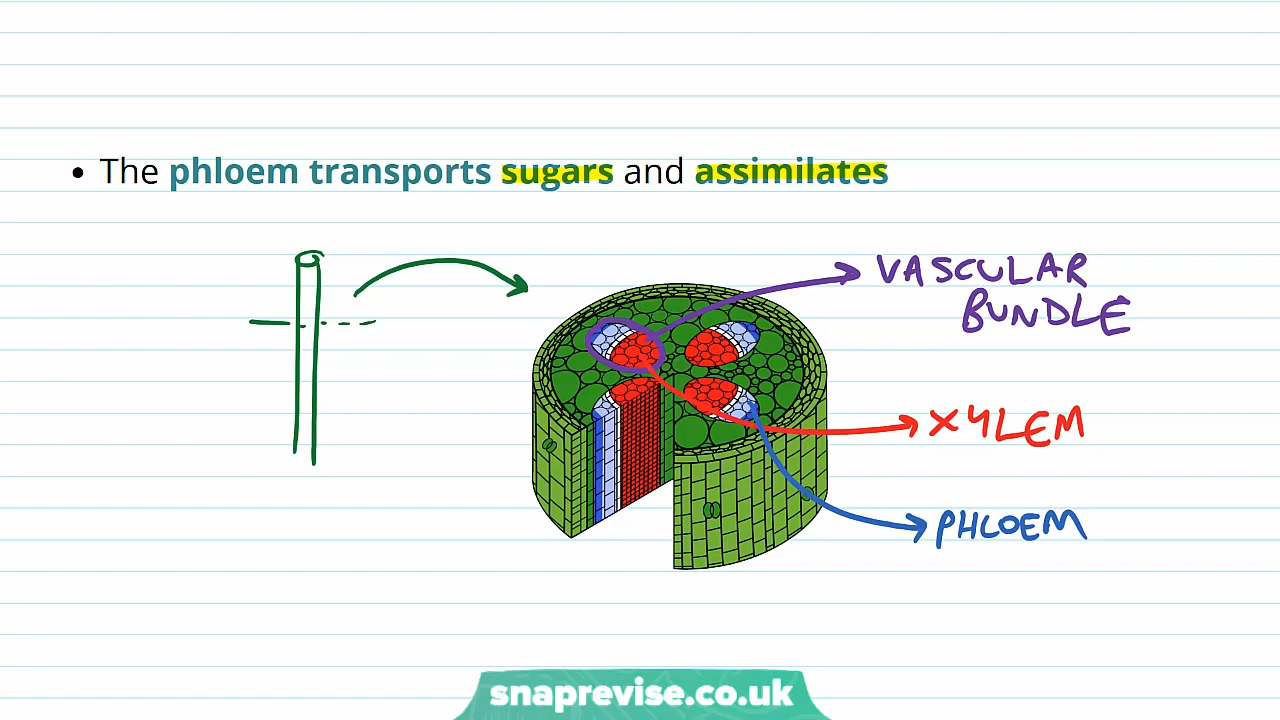 • The phloem transports sugars and assimilates
VASCULAR
BUNDLE
XYLEM
PHLOEM
snaprevise.co.uk